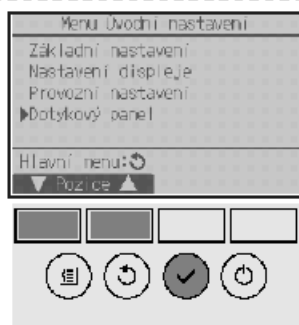 Menu Úvodní nastavení
Základní nastavení
Nastavení displeje
Provozní nastavení
▶Dotykový panel
Hlavní menu:↺
▼ Pozice ▲